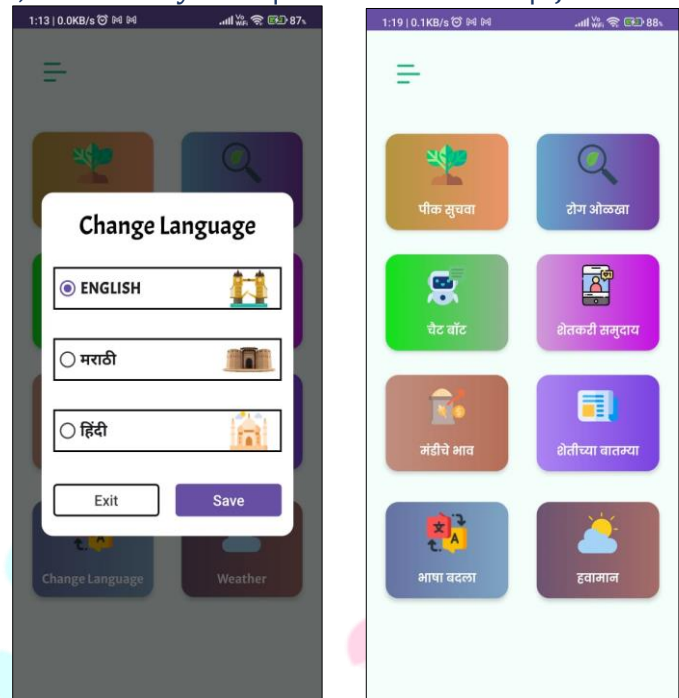 1:13 | 0.0KB/s
87%
Change Language
ENGLISH
मराठी
हिंदी
Exit
Save
Change Language
Weather
1:19 | 0.1KB/s
88%
पीक सुचवा
रोग ओळखा
चैट बॉट
शेतकरी समुदाय
मंडीचे भाव
शेतीच्या बातम्या
भाषा बदला
हवामान